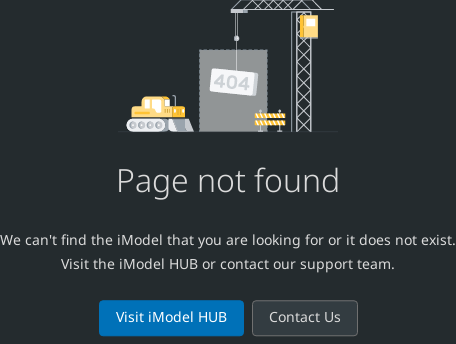 404
Page not found
We can't find the iModel that you are looking for or it does not exist.
Visit the iModel HUB or contact our support team.
Visit iModel HUB
Contact Us